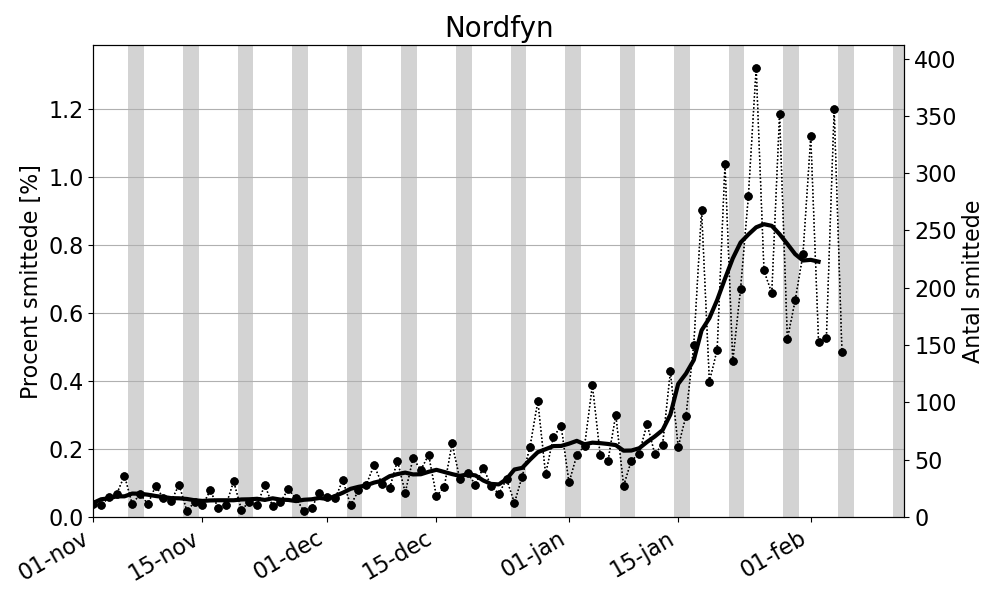 Nordfyn
Procent smittede [%]
1.2
1.0
0.8
0.6
0.4
0.2
0.0
400
350
300
250
200
150
100
50
0
Antal smittede
01-nov
15-nov
01-dec
15-dec
01-jan
15-jan
01-feb